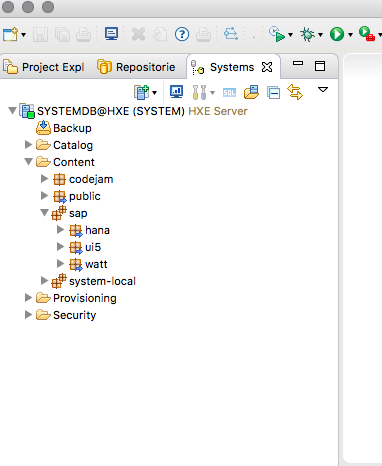 Project Expl
Repositorie
Systems
SYSTEMDB@HXE (SYSTEM) HXE Server
Backup
Catalog
Content
codejam
public
sap
hana
ui5
watt
system-local
Provisioning
Security